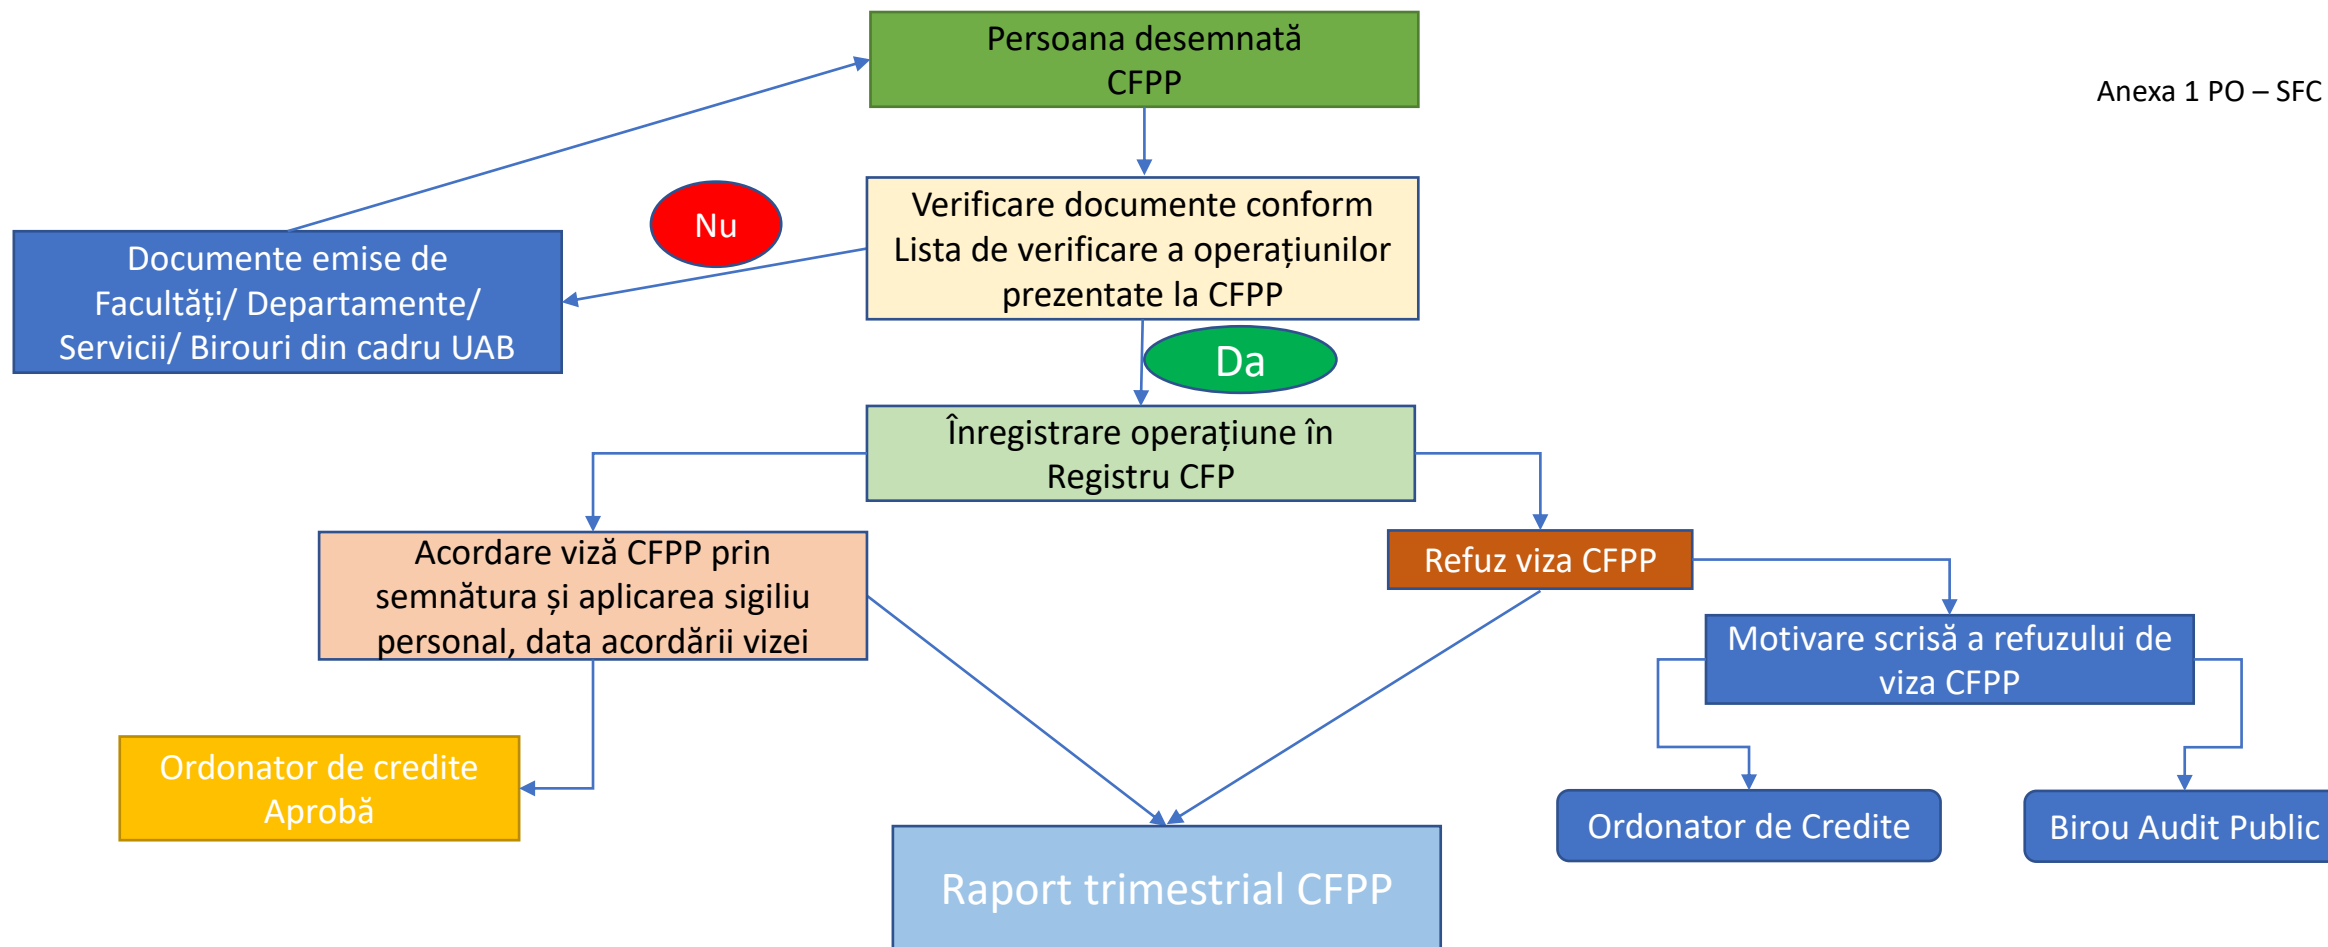 Persoana desemnată
CFPP
Anexa 1 PO – SFC
Verificare documente conform
Lista de verificare a operațiunilor
prezentate la CFPP
Nu
Documente emise de
Facultăți/ Departamente/
Servicii/ Birouri din cadru UAB
Da
Înregistrare operațiune în
Registru CFP
Acordare viză CFPP prin
semnătura și aplicarea sigiliu
personal, data acordării vizei
Refuz viza CFPP
Motivare scrisă a refuzului de
viza CFPP
Ordonator de credite
Aprobă
Ordonator de Credite
Birou Audit Public
Raport trimestrial CFPP